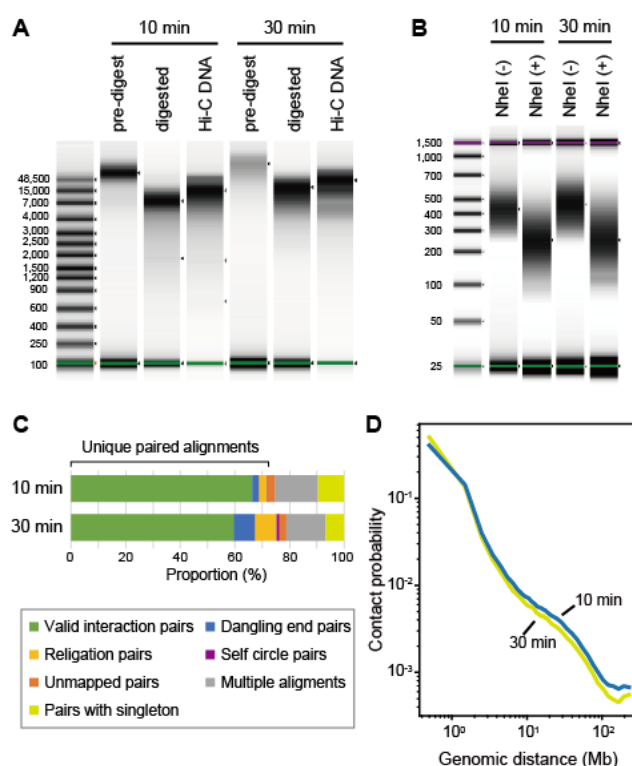 A
10 min
30 min
pre-digest
digested
Hi-C DNA
pre-digest
digested
Hi-C DNA
48,500
15,000
7,000
4,000
3,000
2,500
2,000
1,500
1,200
900
600
400
250
100
B
10 min
30 min
NheI (-)
NheI (+)
NheI (-)
NheI (+)
1,500
1,000
700
500
400
300
200
100
50
25
C
Unique paired alignments
10 min
30 min
0 20 40 60 80 100
Proportion (%)
Valid interaction pairs
Dangling end pairs
Religation pairs
Self circle pairs
Unmapped pairs
Multiple aligments
Pairs with singleton
D
Contact probability
10⁻¹
10⁻²
10⁻³
10 min
30 min
10⁰ 10¹ 10²
Genomic distance (Mb)